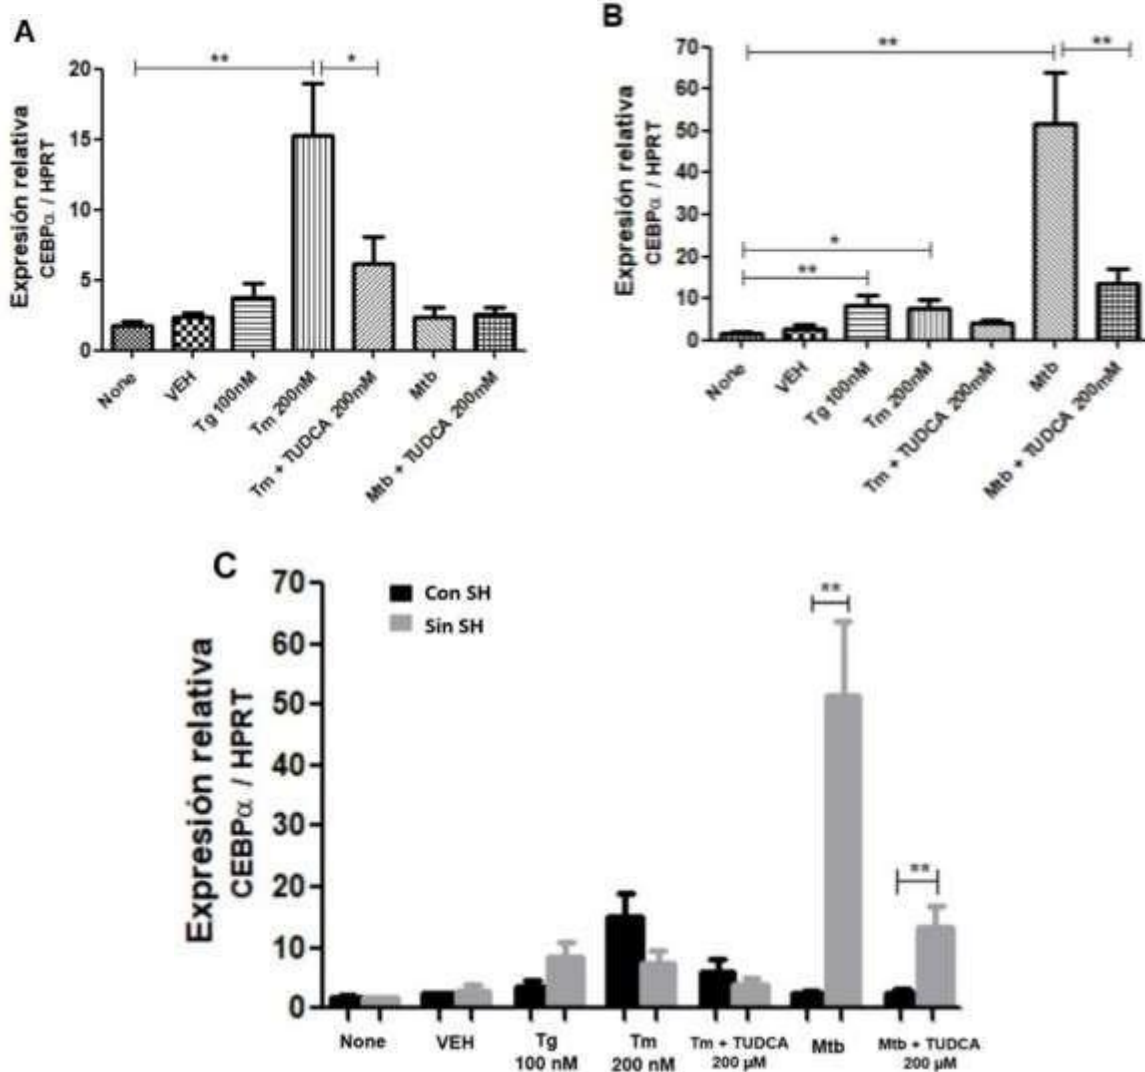 A
Expresión relativa
CEBPα / HPRT
20
15
10
5
0
**
*
None
VEH
Tg 100nM
Tm 200nM
Tm + TUDCA 200mM
Mtb
Mtb + TUDCA 200mM
B
Expresión relativa
CEBPα / HPRT
70
60
50
40
30
20
10
0
**
**
*
**
None
VEH
Tg 100nM
Tm 200nM
Tm + TUDCA 200mM
Mtb
Mtb + TUDCA 200mM
C
Expresión relativa
CEBPα / HPRT
70
60
50
40
30
20
10
0
Con SH
Sin SH
**
**
None
VEH
Tg
100 nM
Tm
200 nM
Tm + TUDCA
200 µM
Mtb
Mtb + TUDCA
200 µM